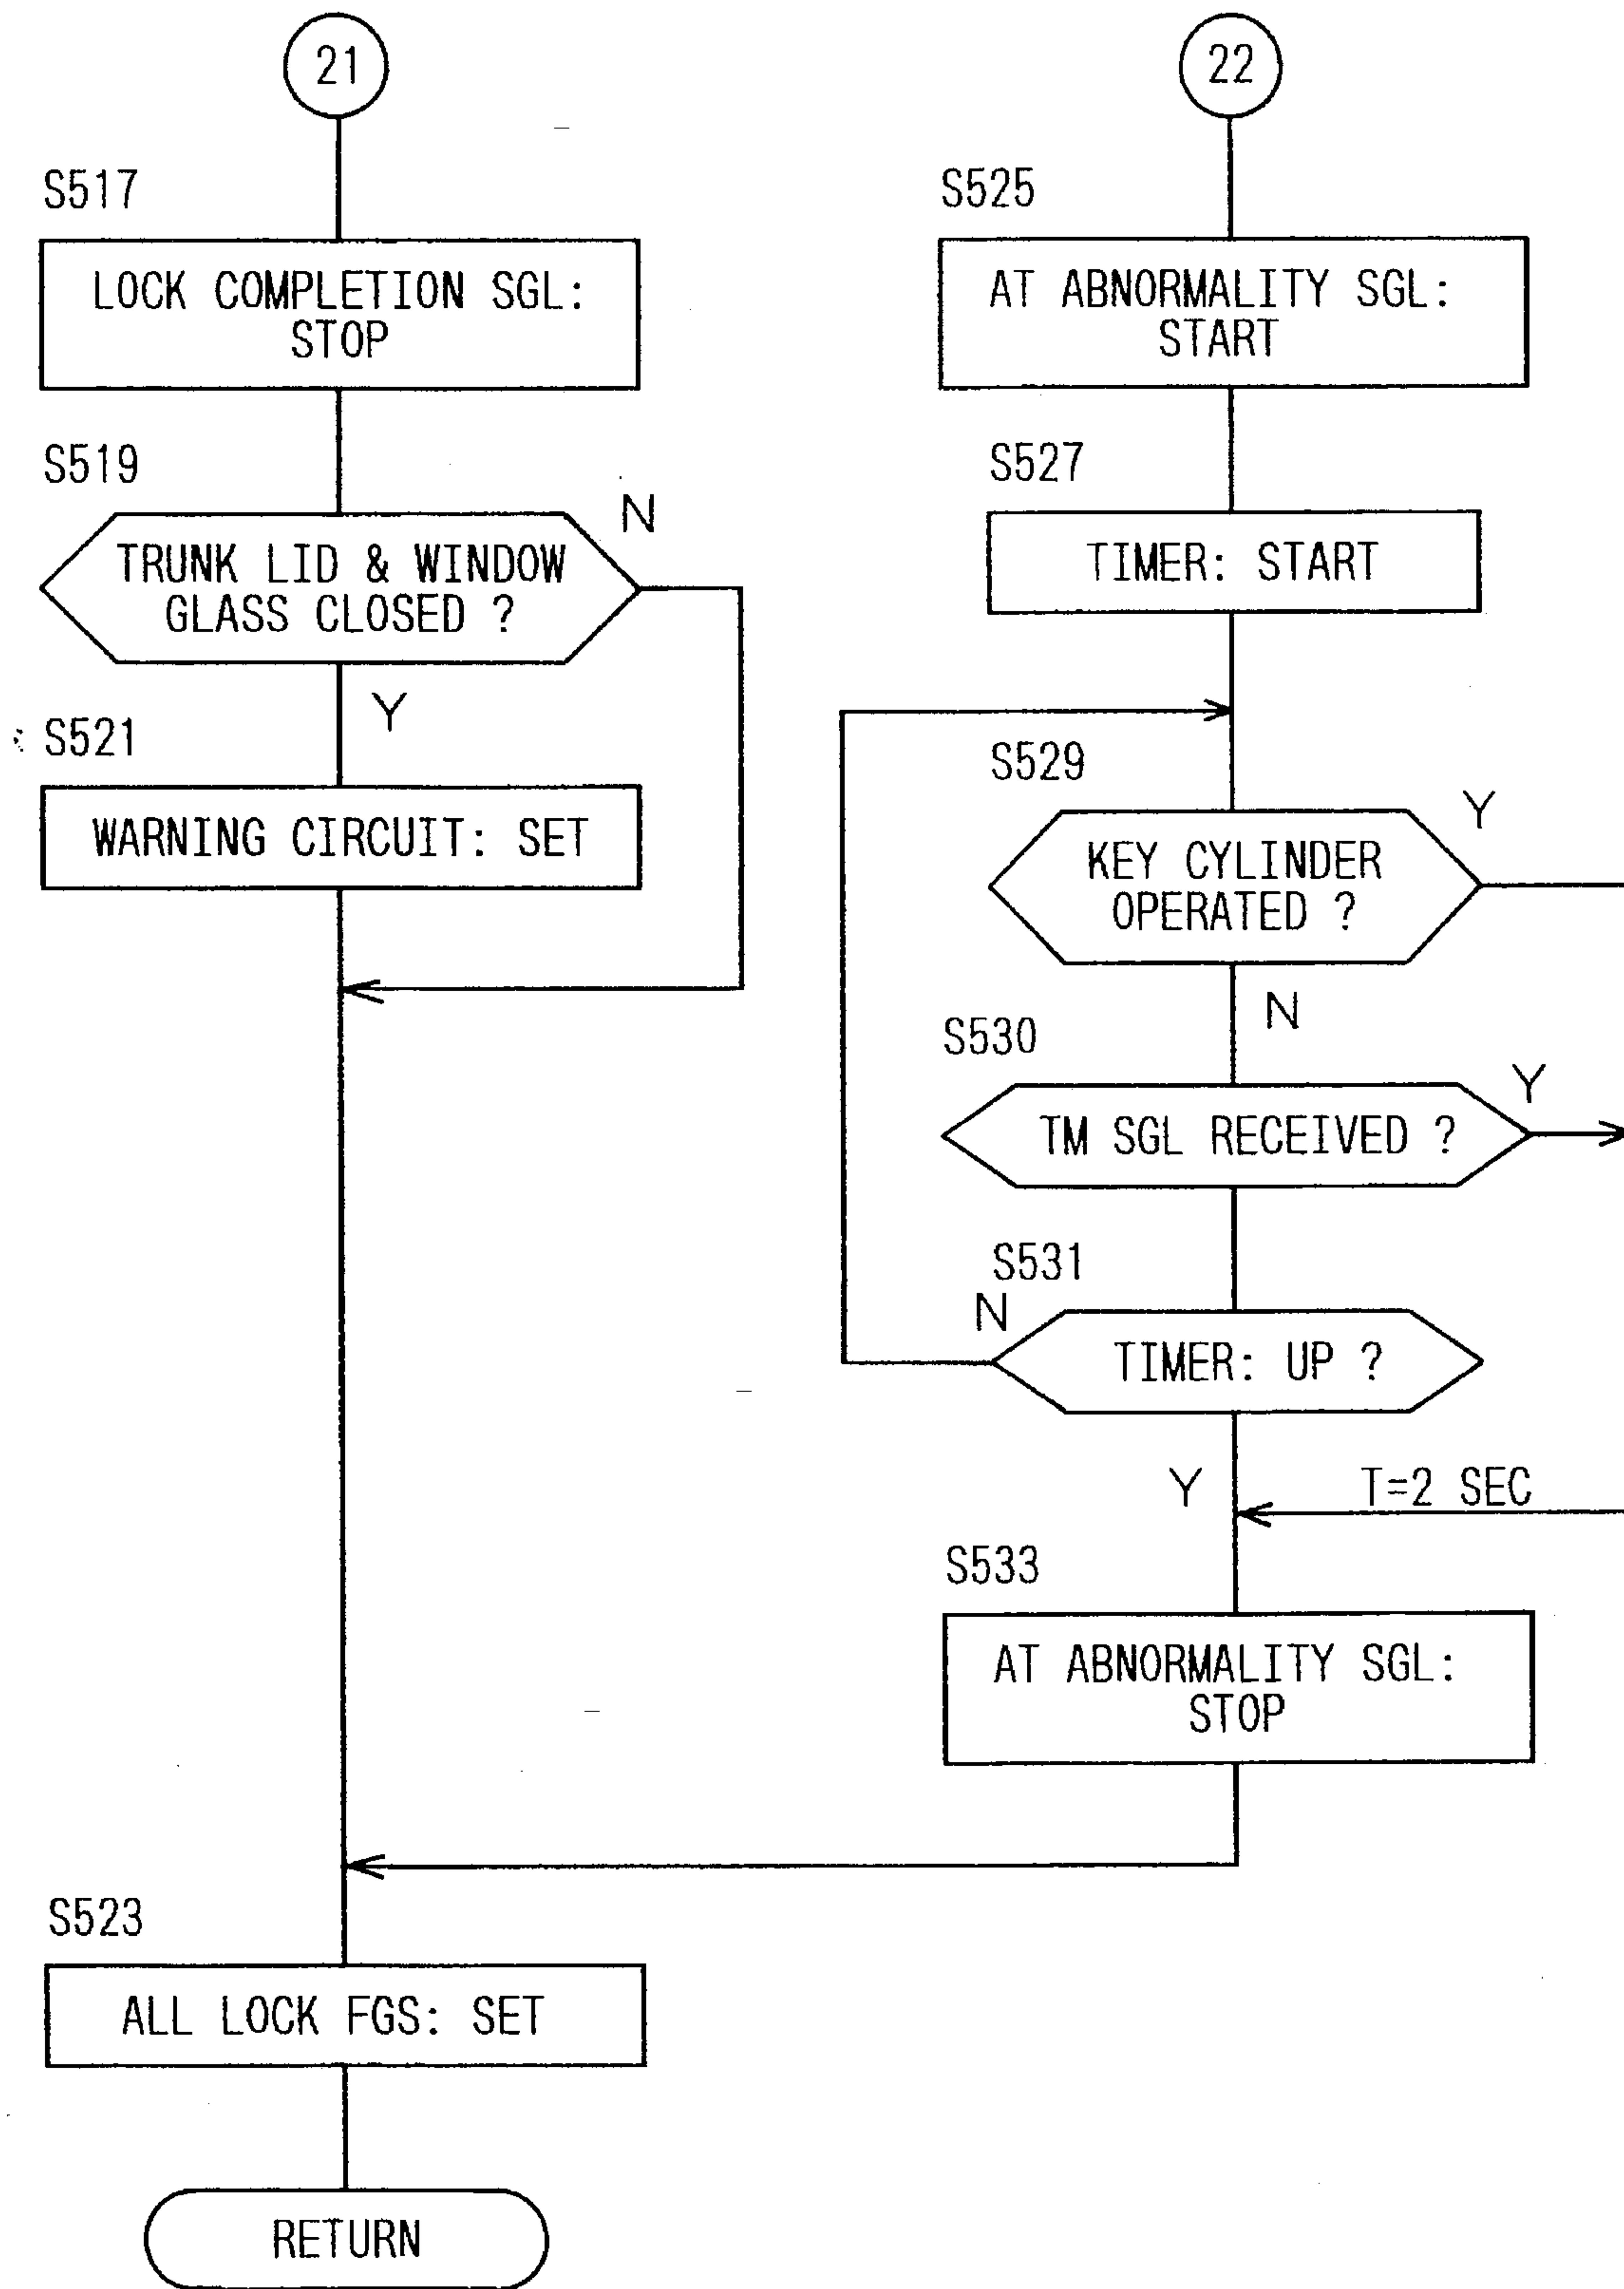 21
S517
LOCK COMPLETION SGL:
STOP
S519
TRUNK LID & WINDOW
GLASS CLOSED ?
N
Y
S521
WARNING CIRCUIT: SET
S523
ALL LOCK FGS: SET
RETURN
22
S525
AT ABNORMALITY SGL:
START
S527
TIMER: START
S529
KEY CYLINDER
OPERATED ?
Y
N
S530
TM SGL RECEIVED ?
Y
S531
TIMER: UP ?
N
Y
T=2 SEC
S533
AT ABNORMALITY SGL:
STOP